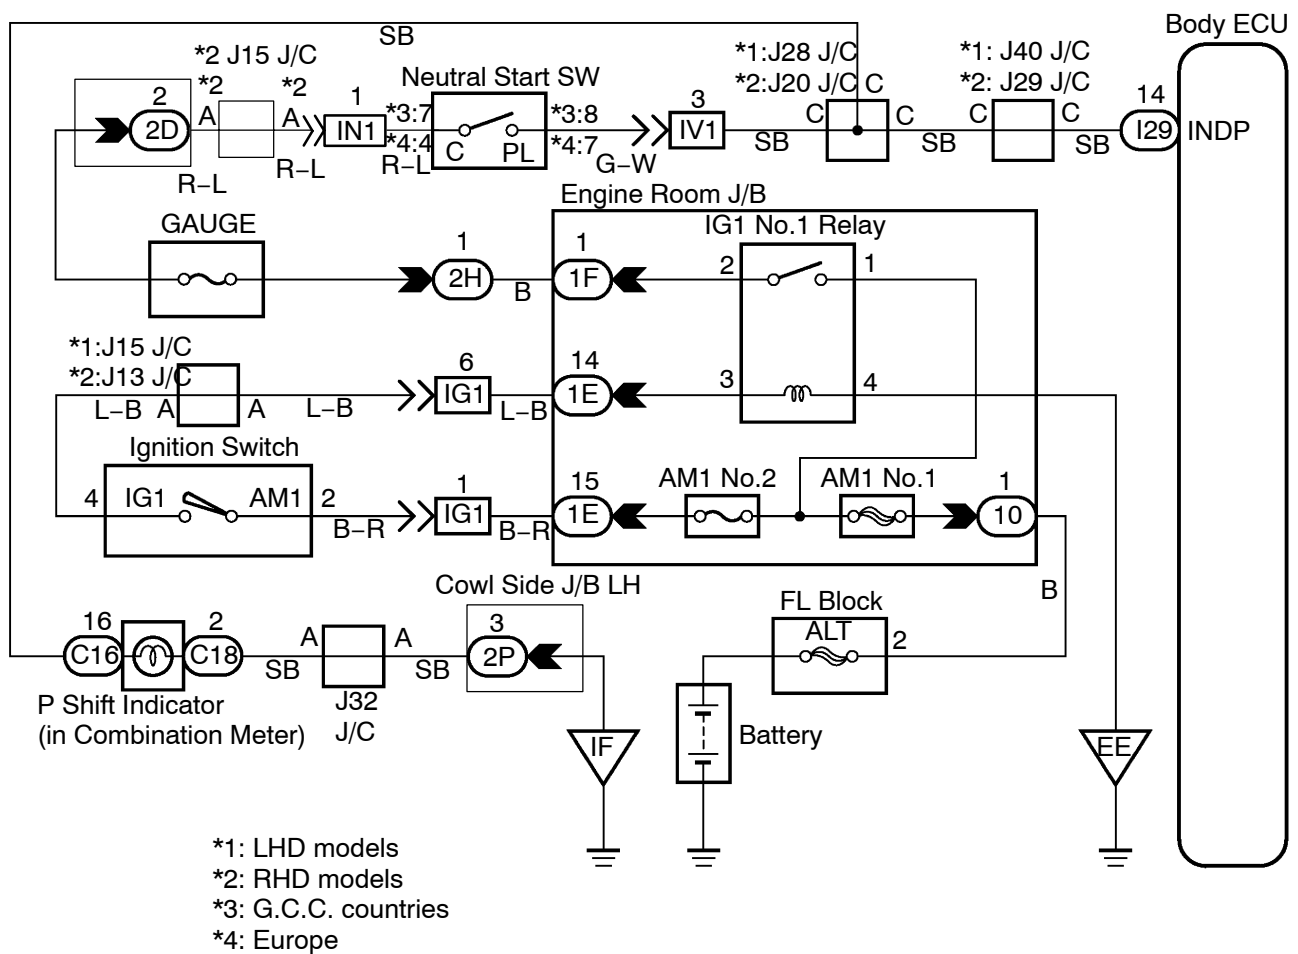 Body ECU
SB
*2 J15 J/C
*1:J28 J/C
*1: J40 J/C
Neutral Start SW
*2:J20 J/C
*2: J29 J/C
*2
*2
C
2
1
*3:7
*3:8
3
14
A
A
C
C
C
C
2D
IN1
C
PL
IV1
I29
INDP
*4:4
*4:7
SB
SB
SB
R–L
R–L
R–L
G–W
Engine Room J/B
GAUGE
IG1 No.1 Relay
1
1
2
1
2H
1F
B
*1:J15 J/C
6
14
*2:J13 J/C
3
4
IG1
1E
L–B
A
A
L–B
L–B
Ignition Switch
4
IG1
AM1
2
1
15
AM1 No.2
AM1 No.1
1
IG1
1E
10
B–R
B–R
Cowl Side J/B LH
B
FL Block
16
2
A
A
3
ALT
2
C16
C18
2P
SB
SB
P Shift Indicator
(in Combination Meter)
J32
J/C
IF
Battery
EE
*1: LHD models
*2: RHD models
*3: G.C.C. countries
*4: Europe